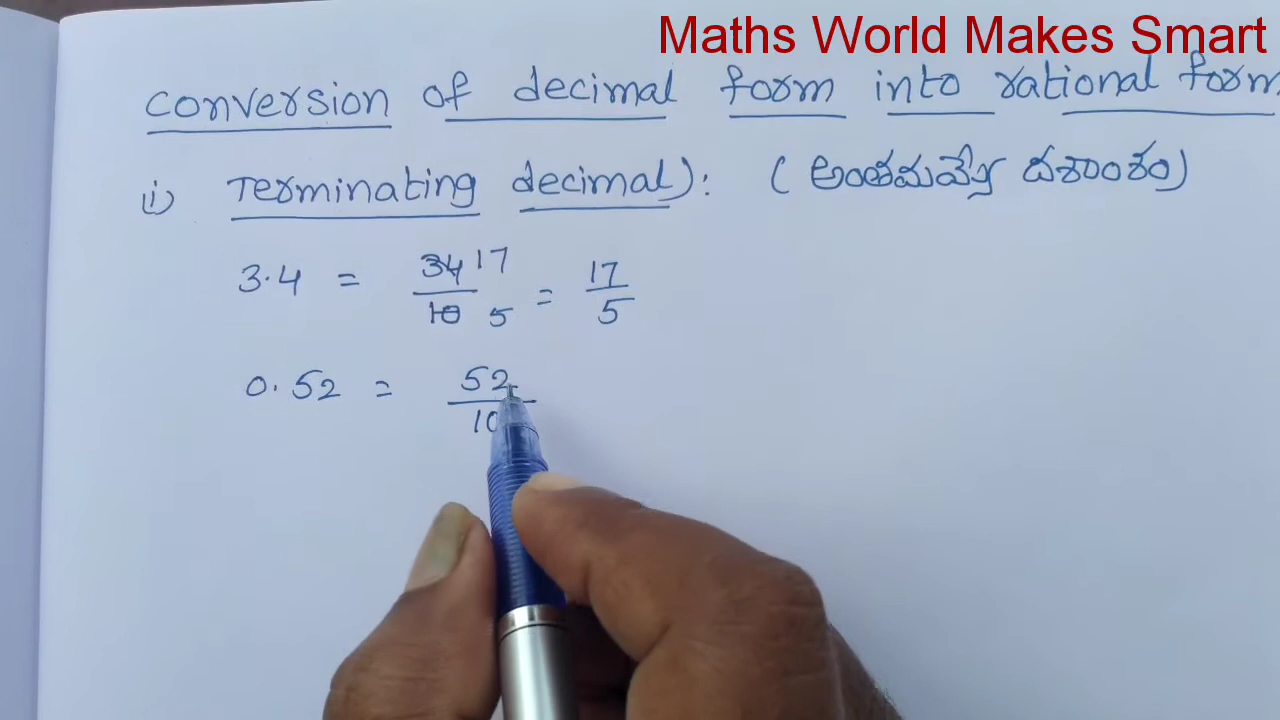 Maths World Makes Smart
Conversion of decimal form into rational form
i) Terminating decimal): (అంతమయ్యే దశాంశం)
3.4 = 34/10 17 5 = 17/5
0.52 = 52/10